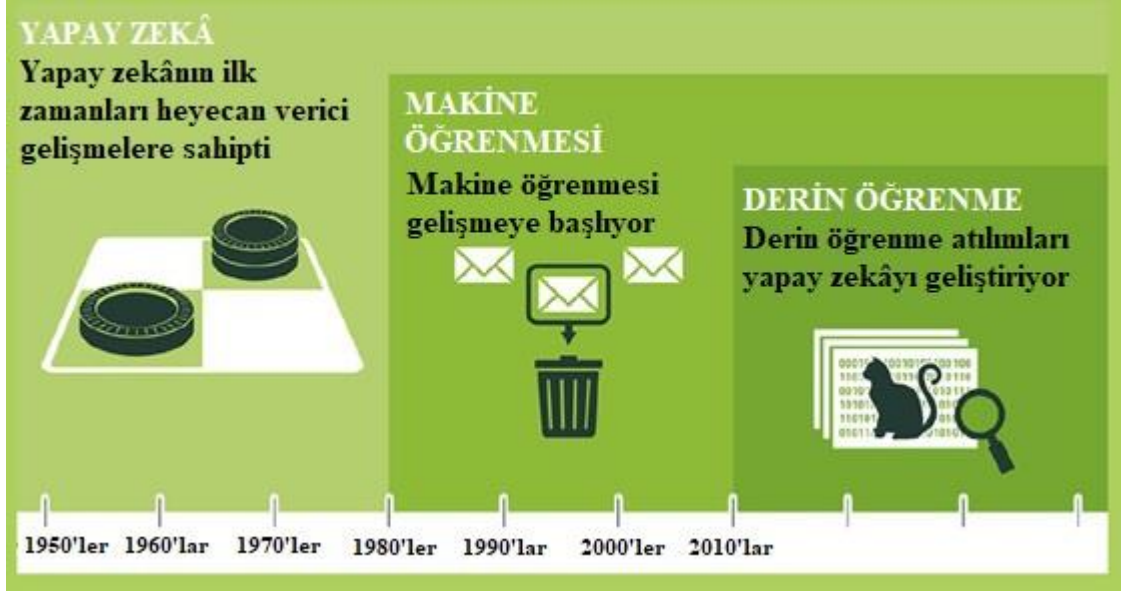 YAPAY ZEKÂ
Yapay zekânın ilk
zamanları heyecan verici
gelişmelere sahipti
MAKİNE
ÖĞRENMESİ
Makine öğrenmesi
gelişmeye başlıyor
DERİN ÖĞRENME
Derin öğrenme atılımları
yapay zekâyı geliştiriyor
1950'ler 1960'lar 1970'ler 1980'ler 1990'lar 2000'ler 2010'lar